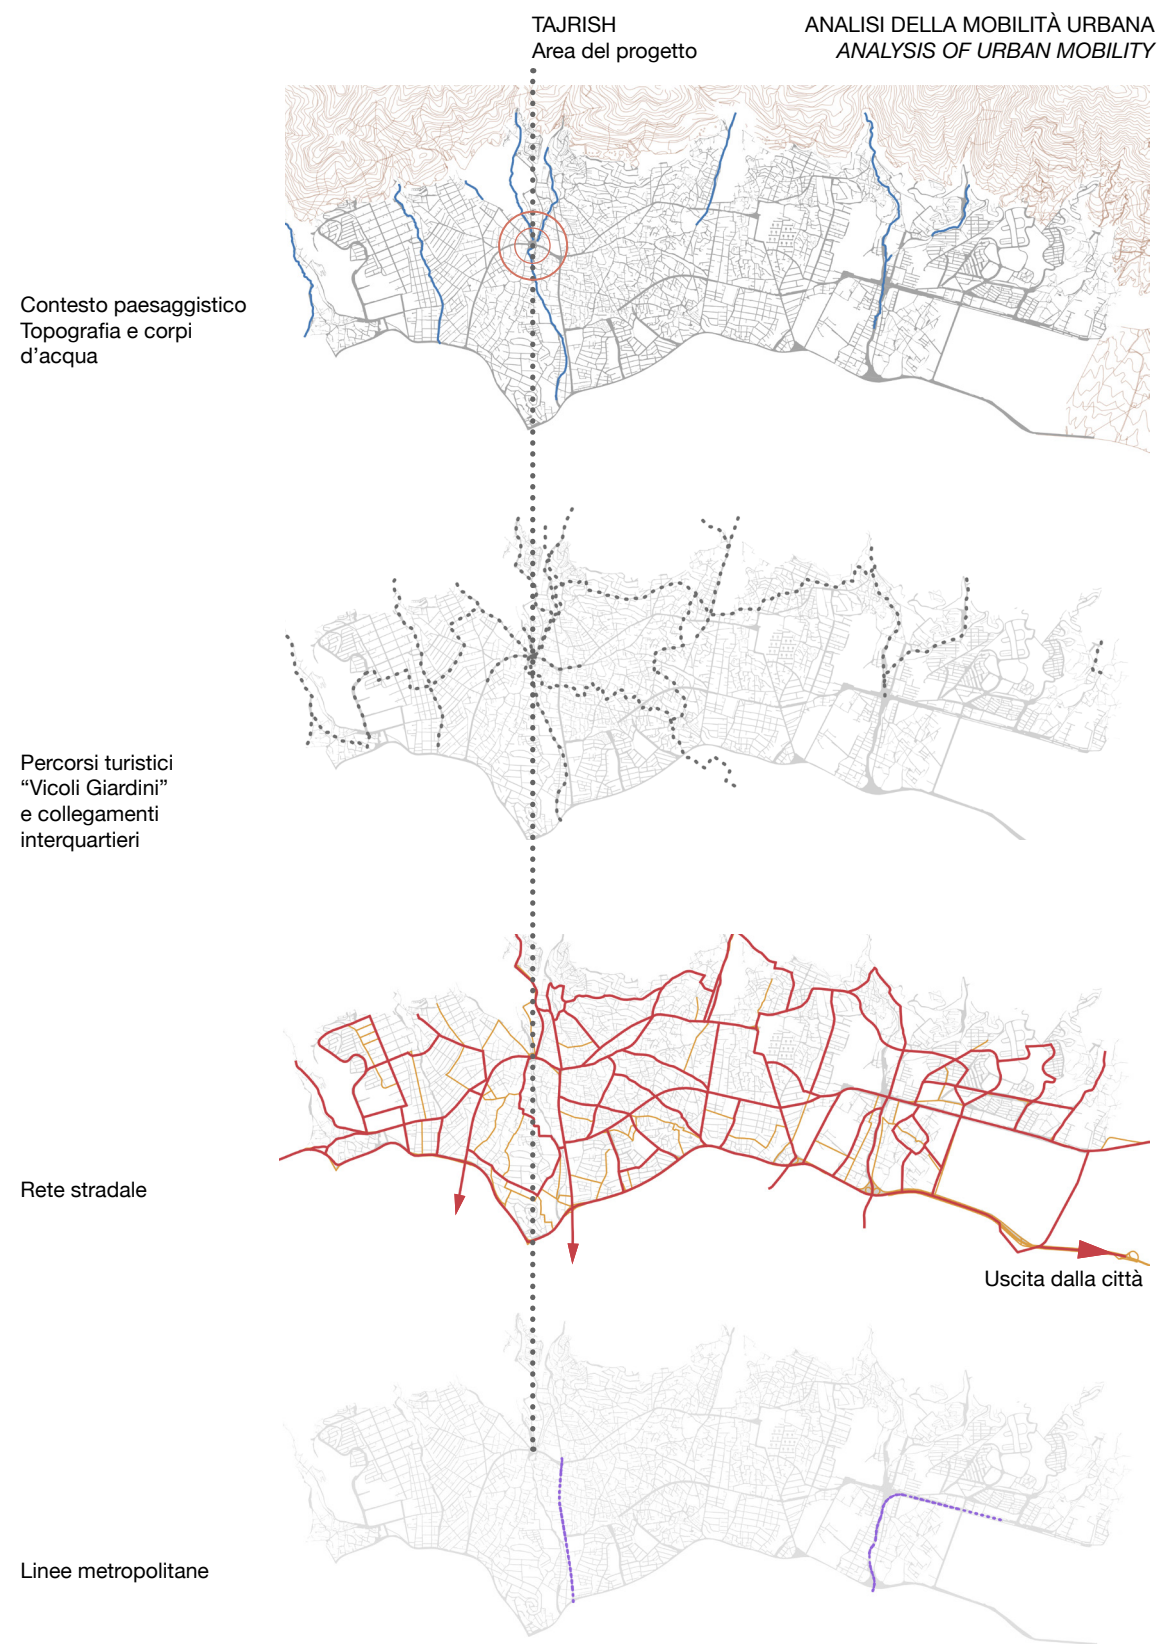 TAJRISH
Area del progetto
ANALISI DELLA MOBILITÀ URBANA
ANALYSIS OF URBAN MOBILITY
Contesto paesaggistico
Topografia e corpi
d’acqua
Percorsi turistici
“Vicoli Giardini”
e collegamenti
interquartieri
Rete stradale
Uscita dalla città
Linee metropolitane